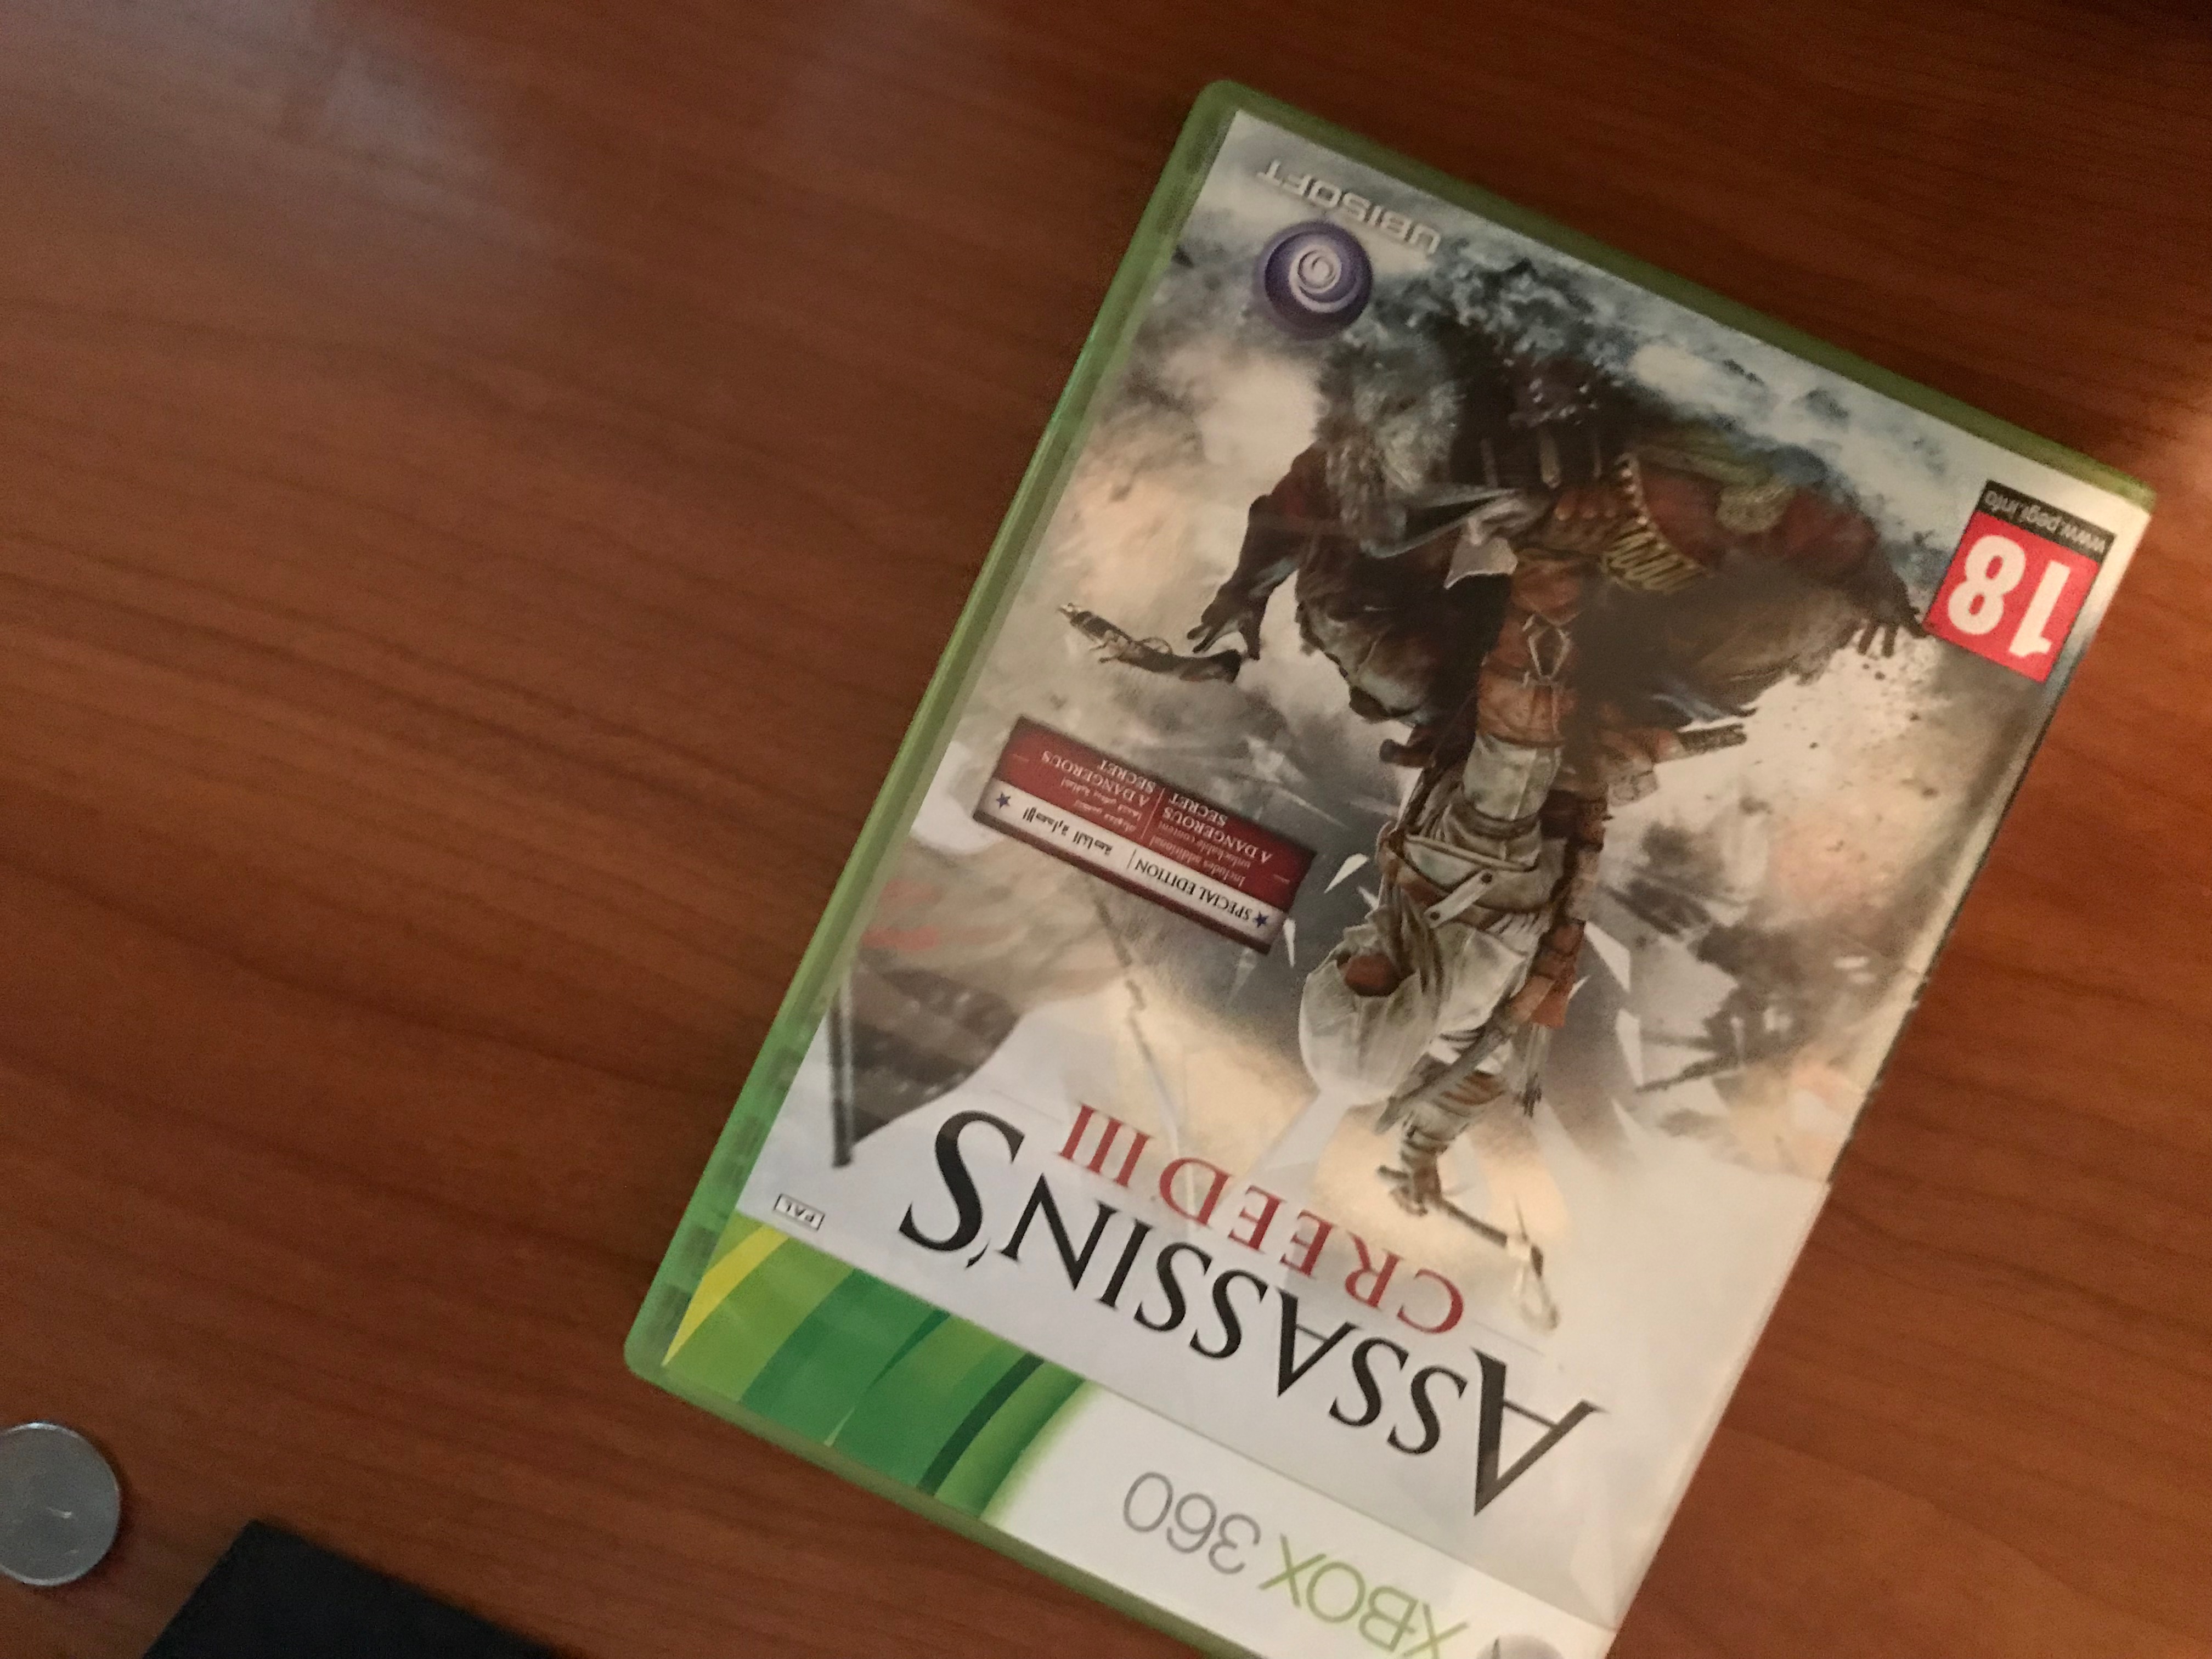 XBOX 360
ASSASSIN'S
CREED III
PAL
SPECIAL EDITION | الإصدارة الخاصة
Includes additional
unlockable content
A DANGEROUS
SECRET
A DANGEROUS
SECRET
18
www.pegi.info
UBISOFT